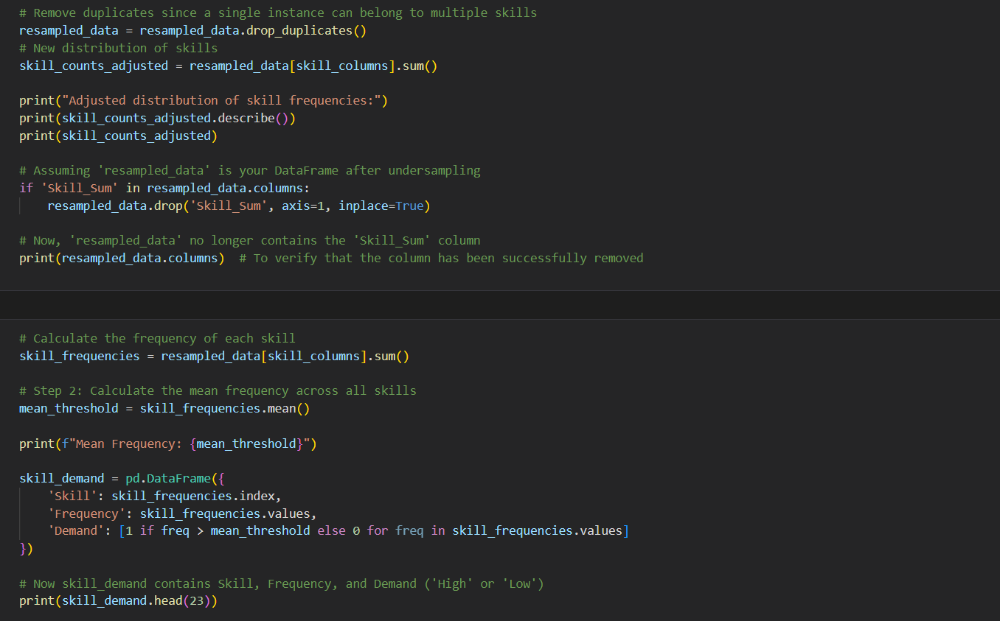 # Remove duplicates since a single instance can belong to multiple skills
resampled_data = resampled_data.drop_duplicates()
# New distribution of skills
skill_counts_adjusted = resampled_data[skill_columns].sum()
print("Adjusted distribution of skill frequencies:")
print(skill_counts_adjusted.describe())
print(skill_counts_adjusted)
# Assuming 'resampled_data' is your DataFrame after undersampling
if 'Skill_Sum' in resampled_data.columns:
    resampled_data.drop('Skill_Sum', axis=1, inplace=True)
# Now, 'resampled_data' no longer contains the 'Skill_Sum' column
print(resampled_data.columns)  # To verify that the column has been successfully removed
# Calculate the frequency of each skill
skill_frequencies = resampled_data[skill_columns].sum()
# Step 2: Calculate the mean frequency across all skills
mean_threshold = skill_frequencies.mean()
print(f"Mean Frequency: {mean_threshold}")
skill_demand = pd.DataFrame({
    'Skill': skill_frequencies.index,
    'Frequency': skill_frequencies.values,
    'Demand': [1 if freq > mean_threshold else 0 for freq in skill_frequencies.values]
})
# Now skill_demand contains Skill, Frequency, and Demand ('High' or 'Low')
print(skill_demand.head(23))